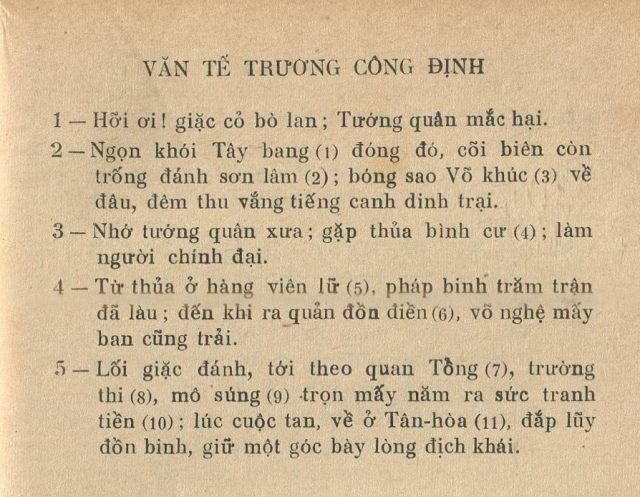 VĂN TẾ TRƯƠNG CÔNG ĐỊNH
1 — Hỡi ơi! giặc cỏ bò lan; Tướng quân mắc hại.
2 — Ngọn khói Tây bang (1) đóng đó, cõi biên còn
trống đánh sơn lâm (2); bóng sao Võ khúc (3) về
đâu, đêm thu vắng tiếng canh dinh trại.
3 — Nhớ tướng quân xưa; gặp thủa bình cư (4); làm
người chính đại.
4 — Từ thủa ở hàng viên lữ (5), pháp binh trăm trận
đã làu; đến khi ra quản đồn điền (6), võ nghệ mấy
ban cũng trải.
5 — Lối giặc đánh, tới theo quan Tổng (7), trường
thi (8), mô súng (9) trọn mấy năm ra sức tranh
tiền (10); lúc cuộc tan, về ở Tân-hòa (11), đắp lũy
đồn binh, giữ một góc bày lòng địch khái.